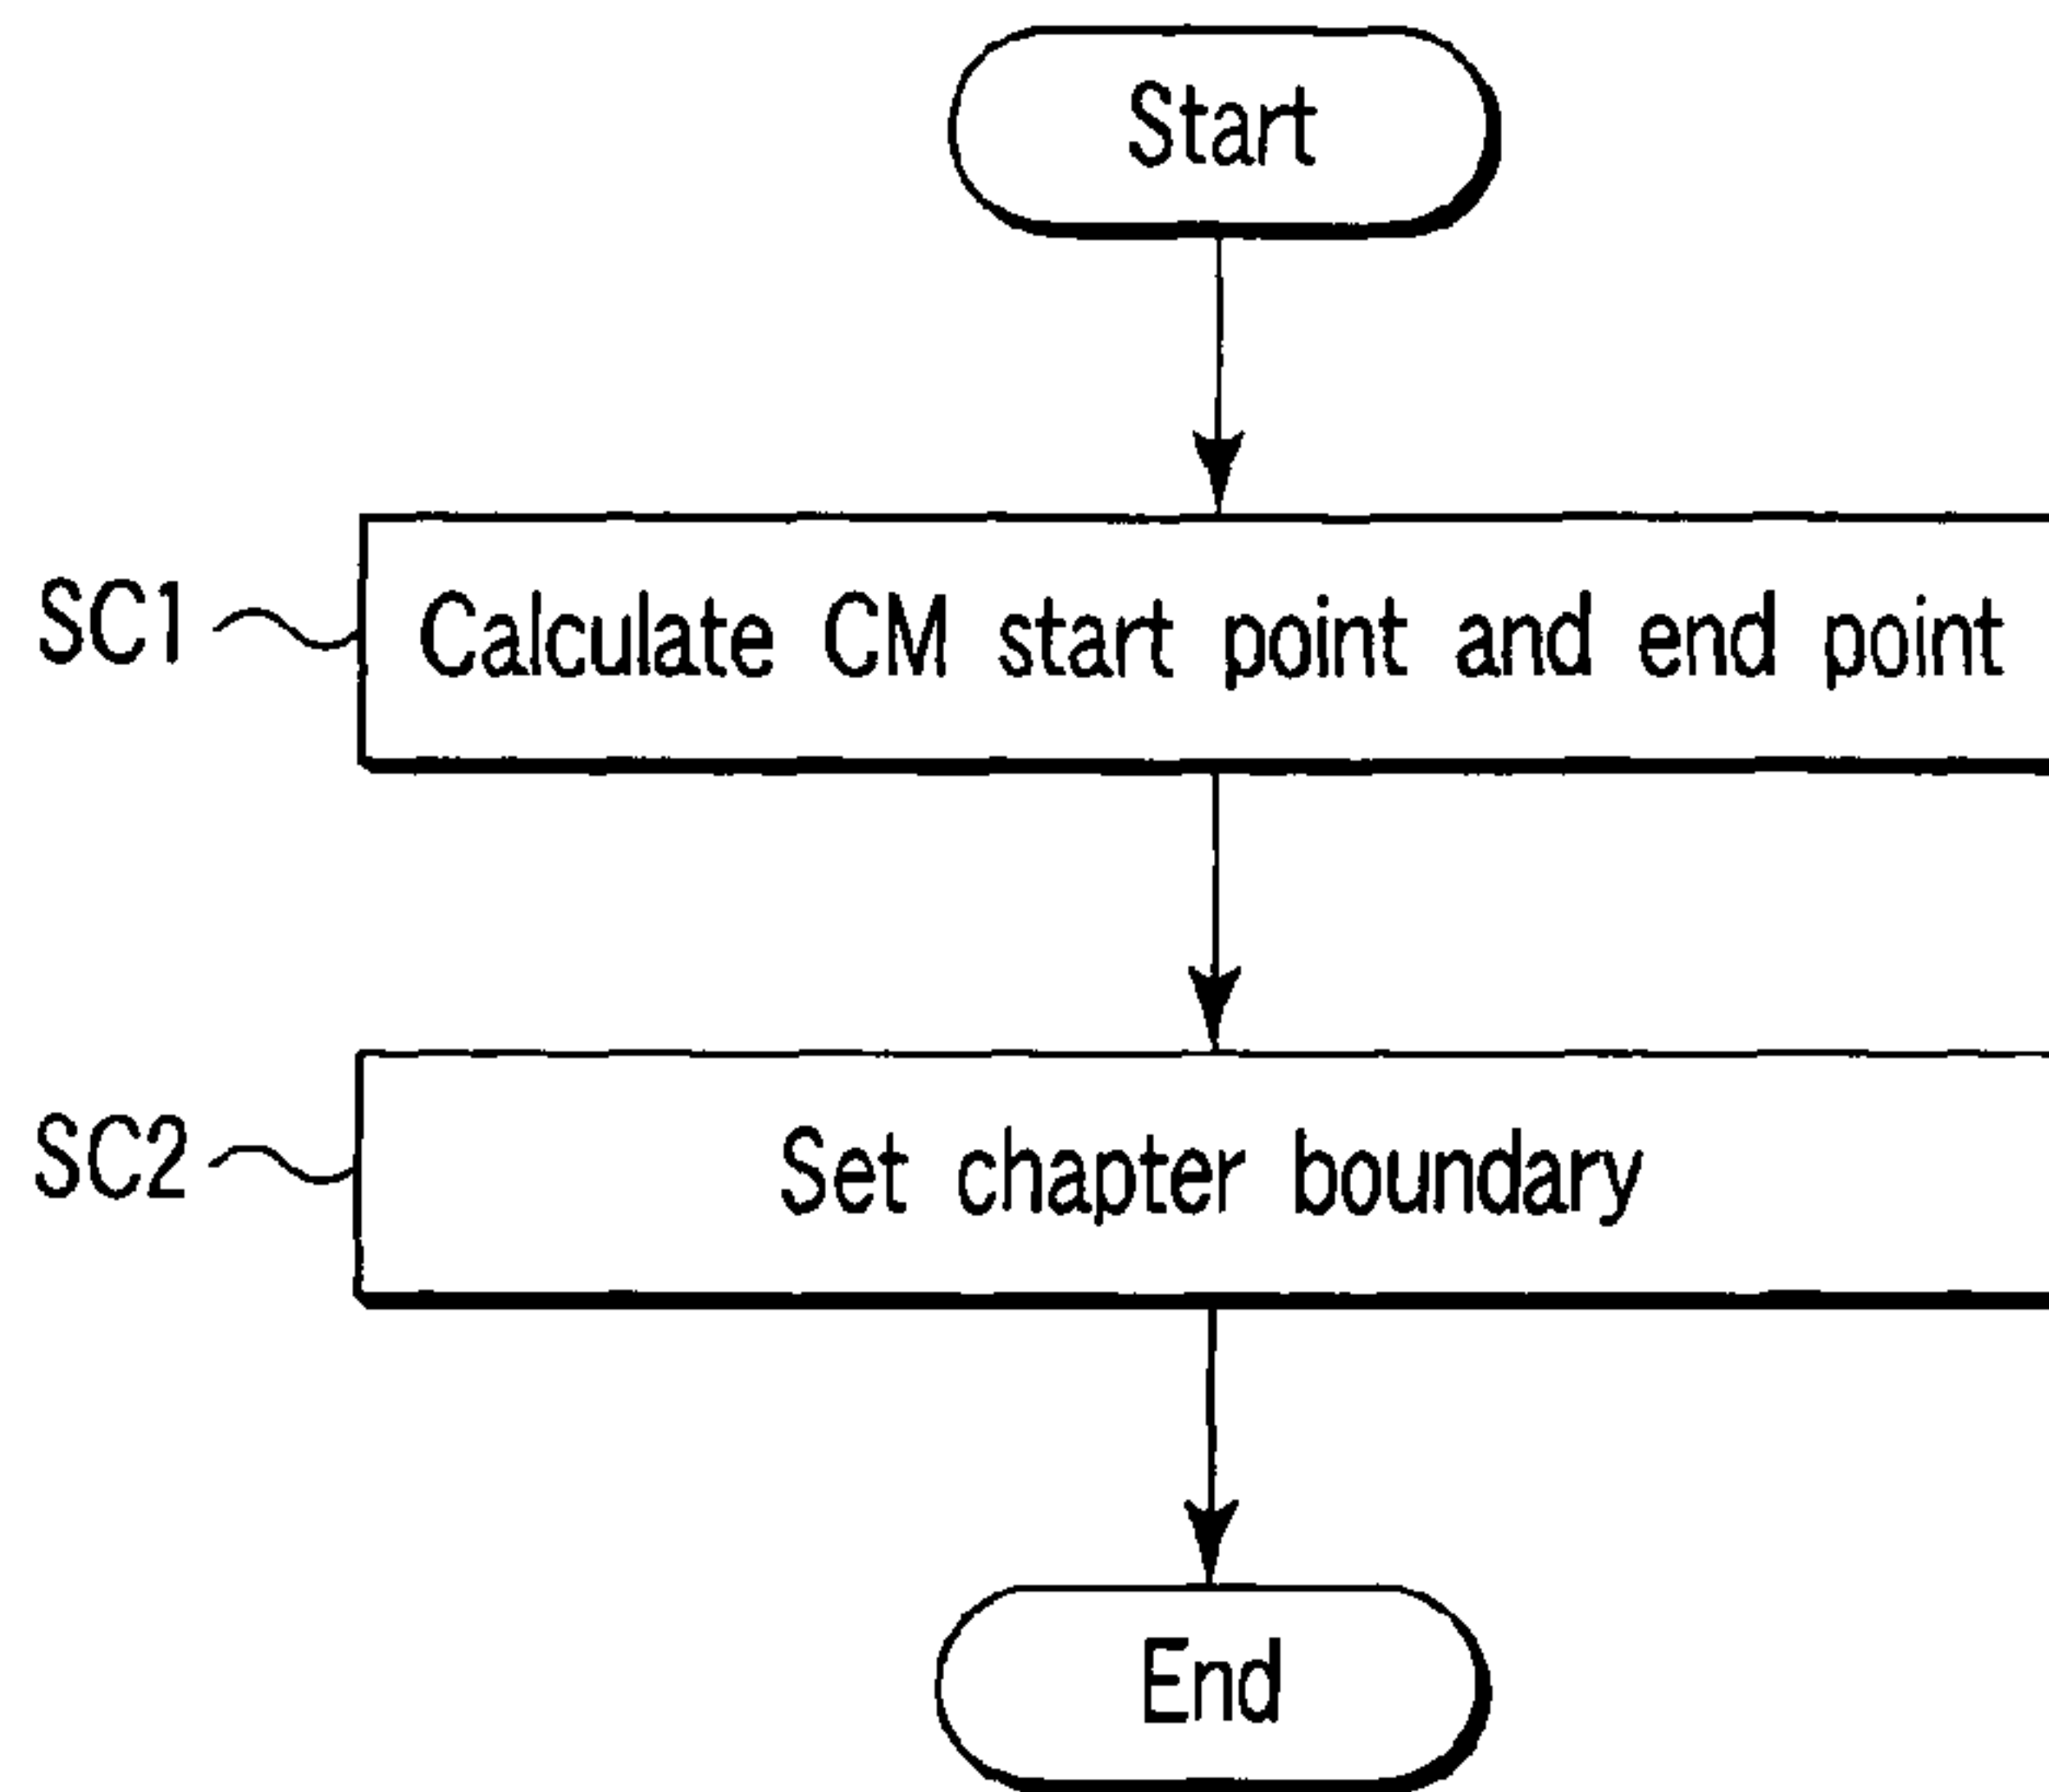 Start
SC1 Calculate CM start point and end point
SC2 Set chapter boundary
End